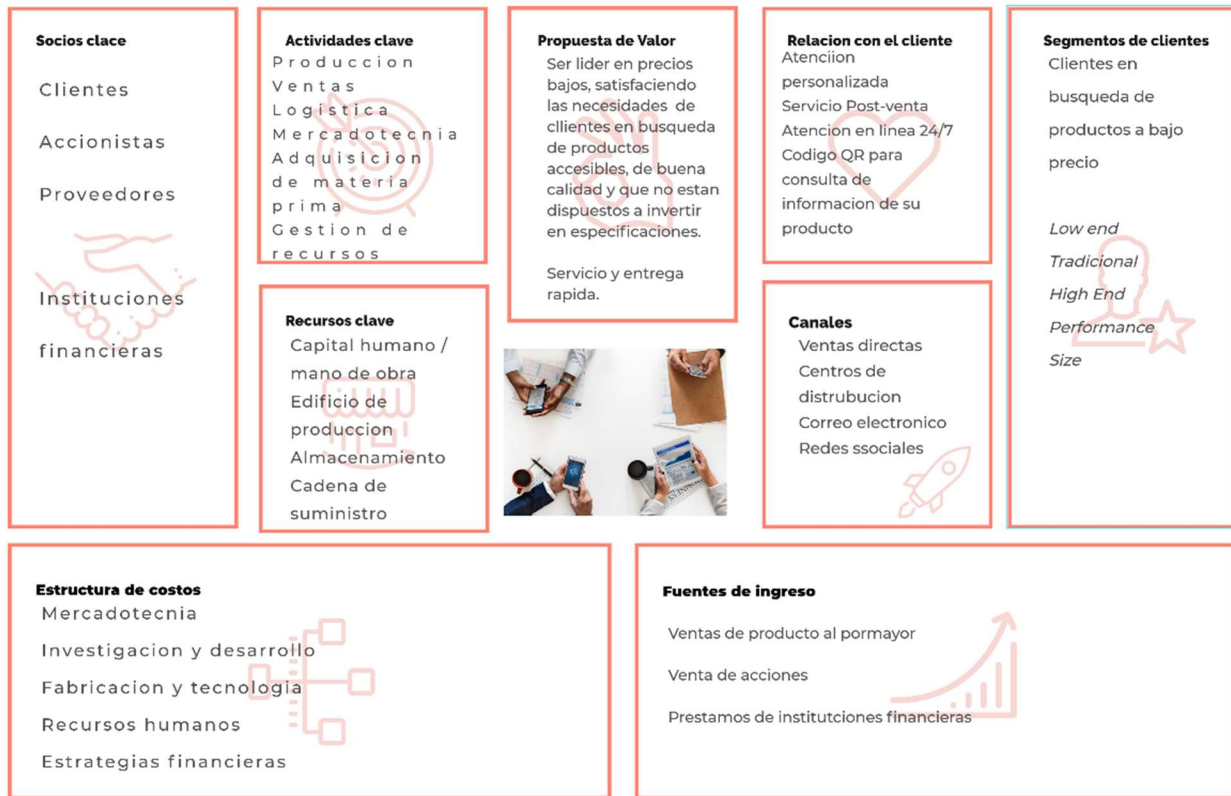 Socios clace
Clientes
Accionistas
Proveedores
Instituciones
financieras
Actividades clave
Produccion
Ventas
Logistica
Mercadotecnia
Adquisicion
de materia
prima
Gestion de
recursos
Recursos clave
Capital humano /
mano de obra
Edificio de
produccion
Almacenamiento
Cadena de
suministro
Propuesta de Valor
Ser lider en precios
bajos, satisfaciendo
las necesidades de
cllientes en busqueda
de productos
accesibles, de buena
calidad y que no estan
dispuestos a invertir
en especificaciones.
Servicio y entrega
rapida.
Relacion con el cliente
Atenciion
personalizada
Servicio Post-venta
Atencion en linea 24/7
Codigo QR para
consulta de
informacion de su
producto
Canales
Ventas directas
Centros de
distrubucion
Correo electronico
Redes ssociales
Segmentos de clientes
Clientes en
busqueda de
productos a bajo
precio
Low end
Tradicional
High End
Performance
Size
Estructura de costos
Mercadotecnia
Investigacion y desarrollo
Fabricacion y tecnologia
Recursos humanos
Estrategias financieras
Fuentes de ingreso
Ventas de producto al pormayor
Venta de acciones
Prestamos de institutciones financieras